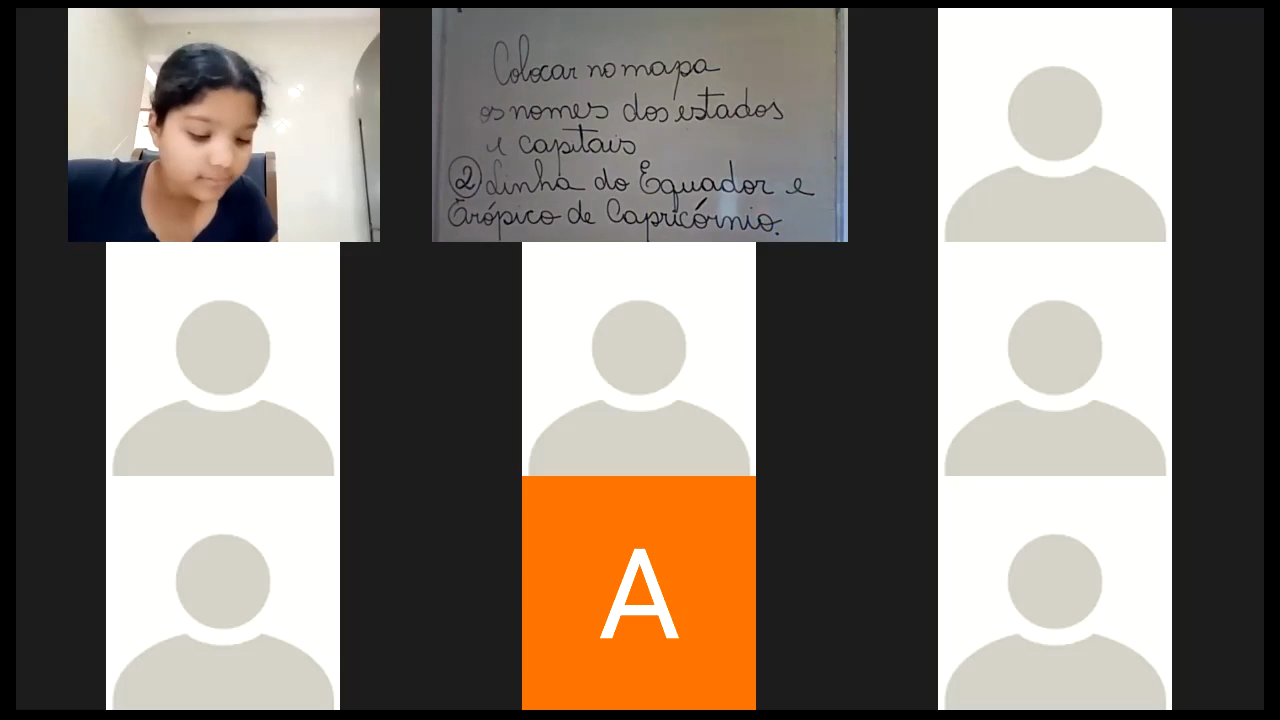 Colocar no mapa
os nomes dos estados
e capitais
② Linha do Equador e
Trópico de Capricórnio.
A